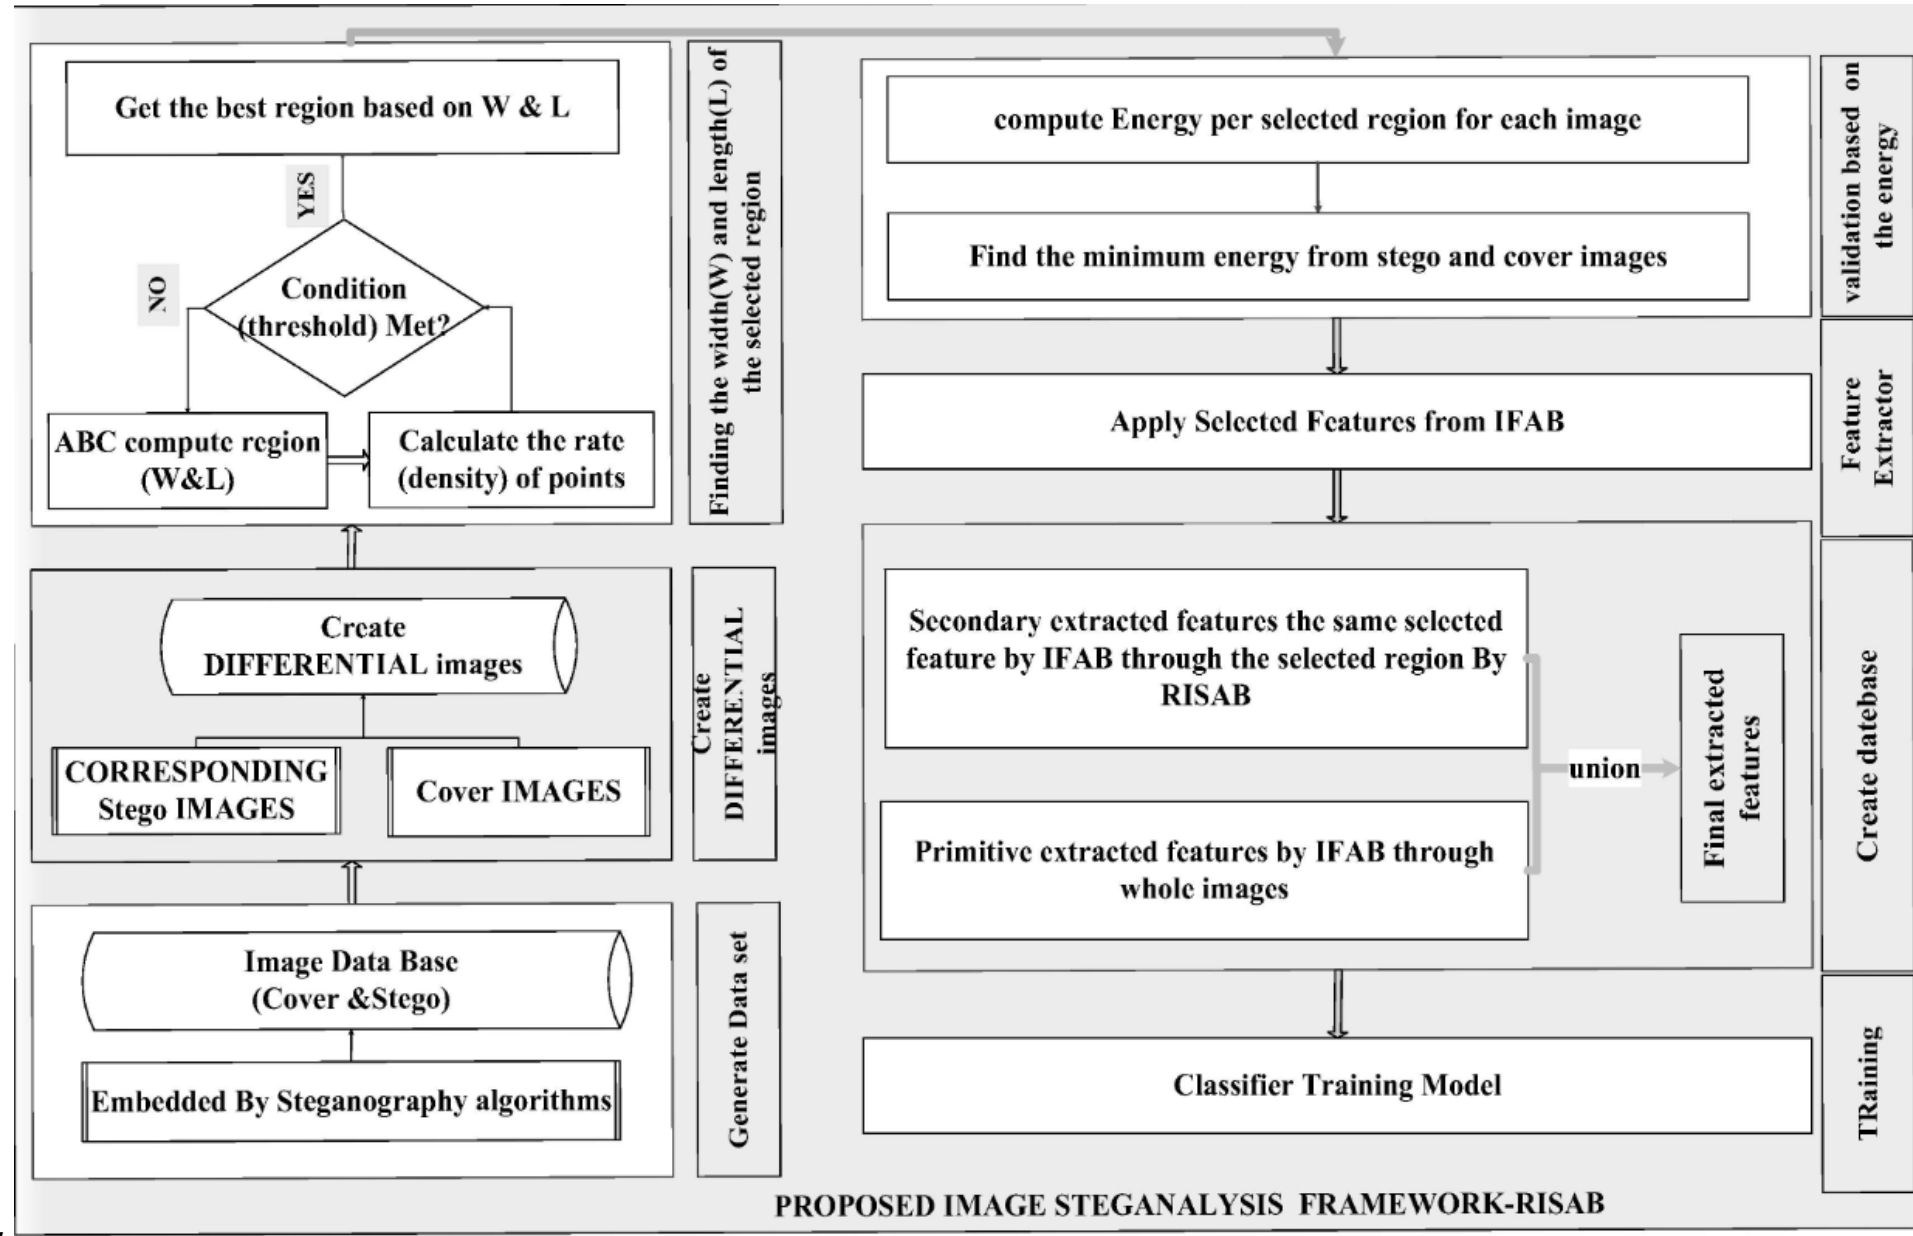 Get the best region based on W & L
YES
NO
Condition
(threshold) Met?
ABC compute region
(W&L)
Calculate the rate
(density) of points
Finding the width(W) and length(L) of
the selected region
Create
DIFFERENTIAL images
CORRESPONDING
Stego IMAGES
Cover IMAGES
Create
DIFFERENTIAL
images
Image Data Base
(Cover &Stego)
Embedded By Steganography algorithms
Generate Data set
compute Energy per selected region for each image
Find the minimum energy from stego and cover images
validation based on
the energy
Apply Selected Features from IFAB
Feature
Extractor
Secondary extracted features the same selected
feature by IFAB through the selected region By
RISAB
Primitive extracted features by IFAB through
whole images
union
Final extracted
features
Create datebase
Classifier Training Model
TRaining
PROPOSED IMAGE STEGANALYSIS FRAMEWORK-RISAB